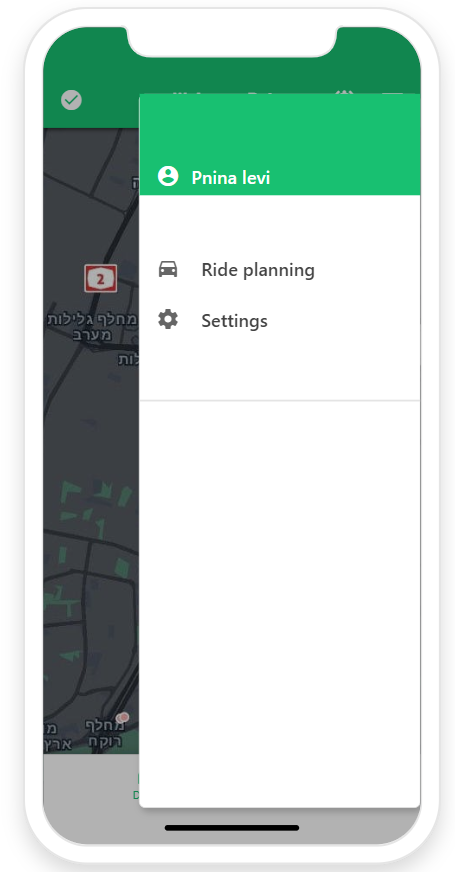 Pnina levi
Ride planning
Settings
2
מחלף גלילות
מערב
מחלף
רוקח